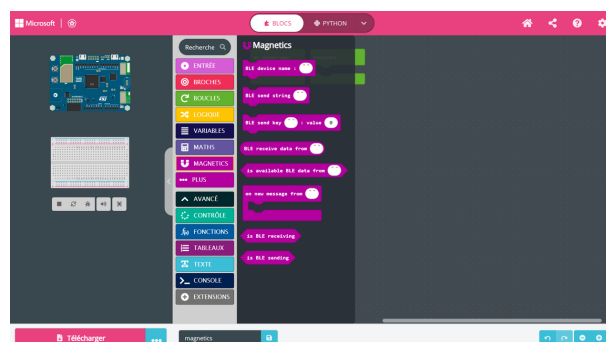 Microsoft
BLOCS
PYTHON
Recherche
ENTRÉE
BROCHES
BOUCLES
LOGIQUE
VARIABLES
MATHS
MAGNETICS
PLUS
AVANCÉ
CONTRÔLE
FONCTIONS
TABLEAUX
TEXTE
CONSOLE
EXTENSIONS
Magnetics
BLE device name :
BLE send string
BLE send key : value 0
BLE receive data from
is available BLE data from
on new message from
is BLE receiving
is BLE sending
Télécharger
magnetics